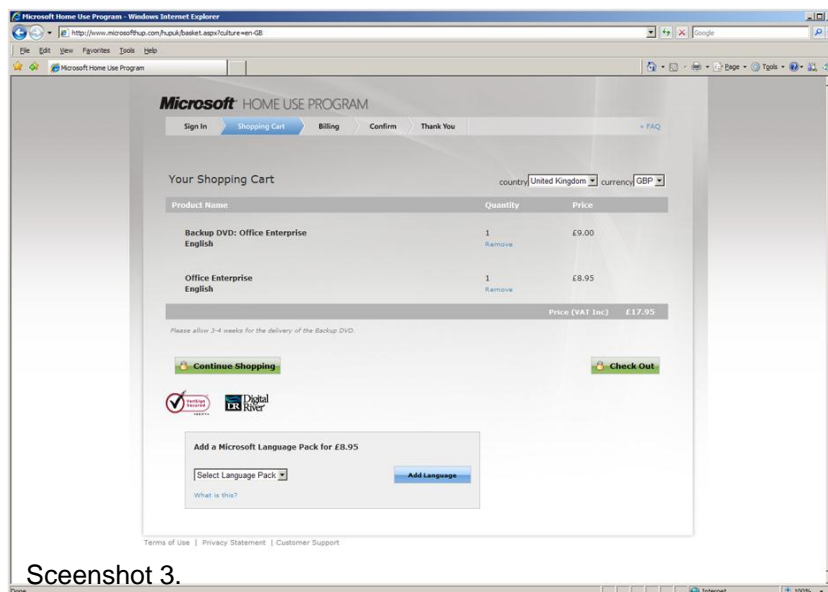 Microsoft Home Use Program - Windows Internet Explorer
http://www.microsofthup.com/hupuk/basket.aspx?culture=en-GB
Google
File Edit View Favorites Tools Help
Microsoft Home Use Program
Page Tools
Microsoft HOME USE PROGRAM
Sign In Shopping Cart Billing Confirm Thank You » FAQ
Your Shopping Cart country United Kingdom currency GBP
Product Name Quantity Price
Backup DVD: Office Enterprise 1 £9.00
English Remove
Office Enterprise 1 £8.95
English Remove
Price (VAT Inc) £17.95
Please allow 3-4 weeks for the delivery of the Backup DVD.
Continue Shopping Check Out
VeriSign
Secured
Digital
River
DR
Add a Microsoft Language Pack for £8.95
Select Language Pack Add Language
What is this?
Terms of Use | Privacy Statement | Customer Support
Sceenshot 3.
Done Internet 100%